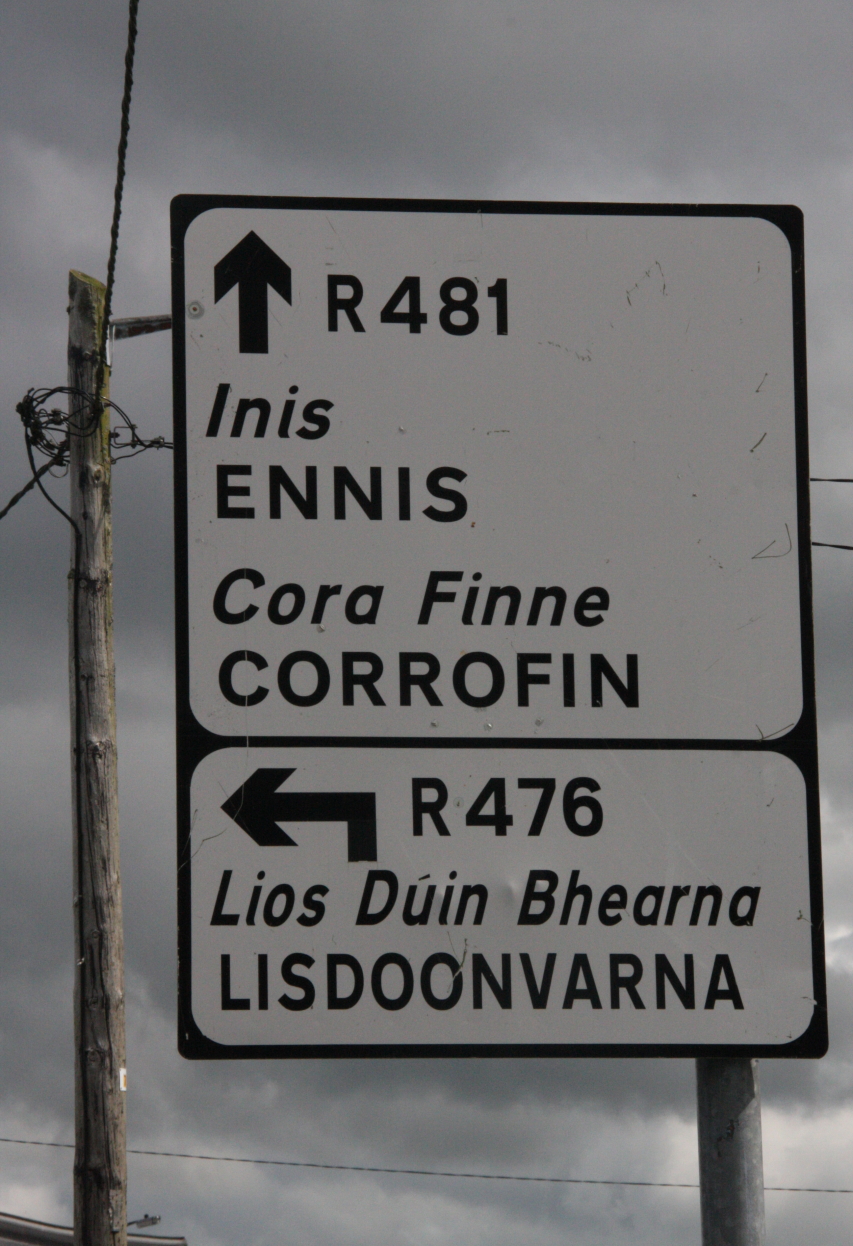 R481
Inis
ENNIS
Cora Finne
CORROFIN
R476
Lios Dúin Bhearna
LISDOONVARNA